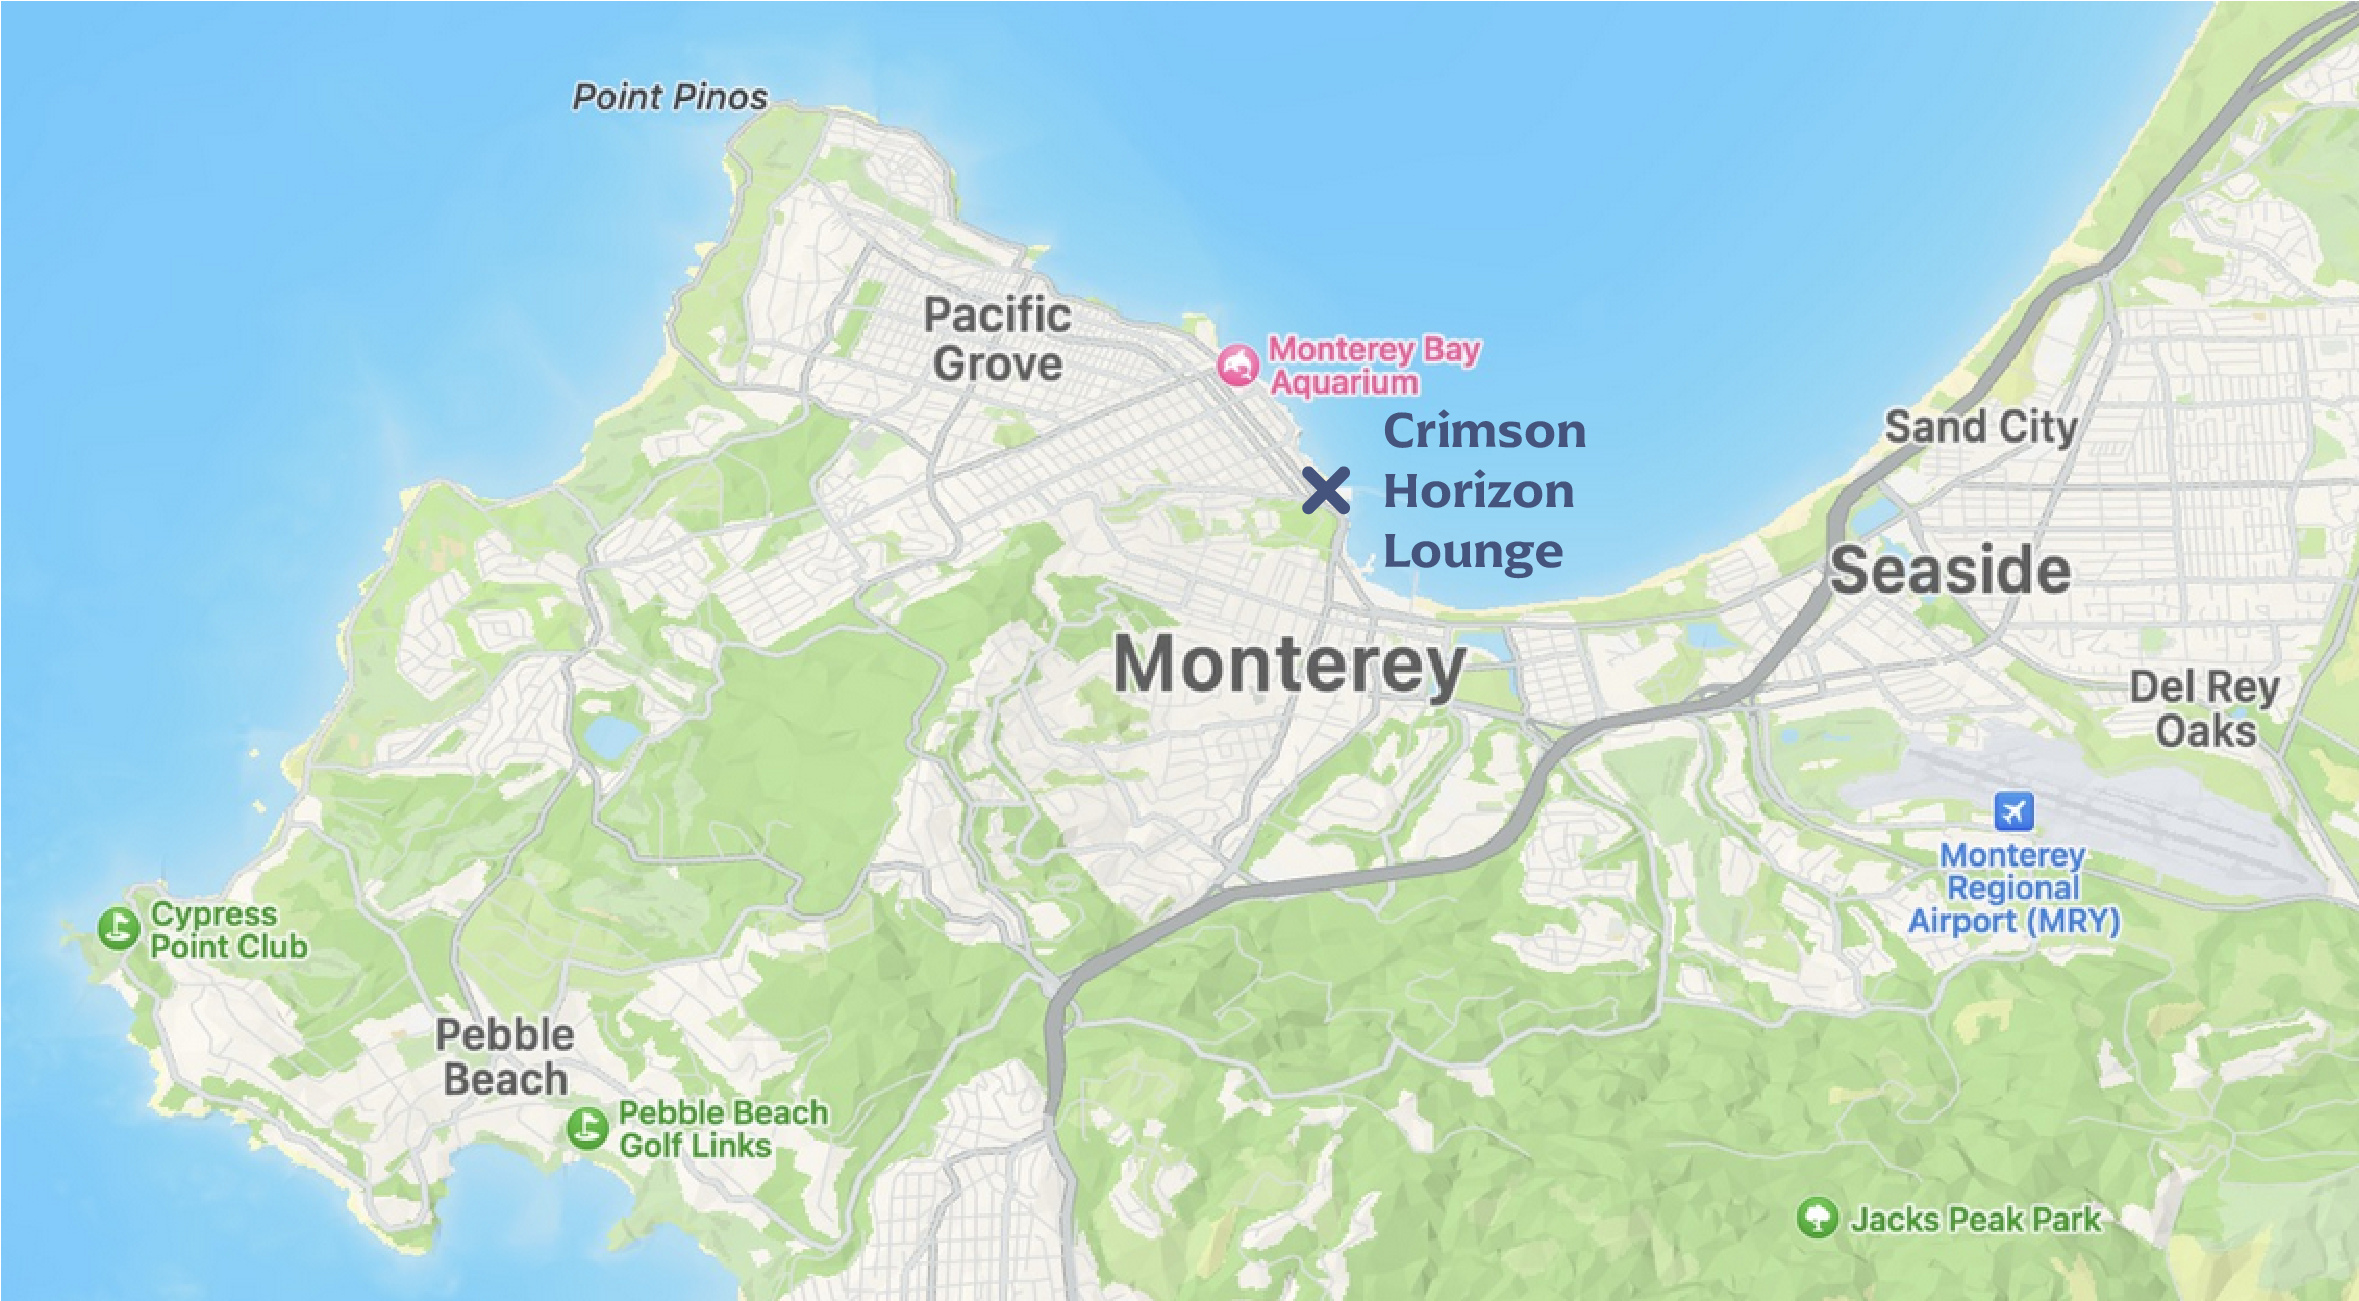 Point Pinos
Pacific
Grove
Monterey Bay
Aquarium
Crimson
Horizon
Lounge
Sand City
Seaside
Monterey
Del Rey
Oaks
Monterey
Regional
Airport (MRY)
Cypress
Point Club
Pebble
Beach
Pebble Beach
Golf Links
Jacks Peak Park